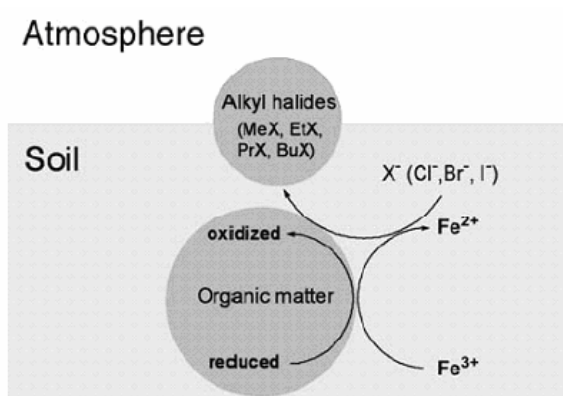 Atmosphere
Alkyl halides
(MeX, EtX,
PrX, BuX)
Soil
X⁻ (Cl⁻,Br⁻, I⁻)
oxidized
Fe²⁺
Organic matter
reduced
Fe³⁺